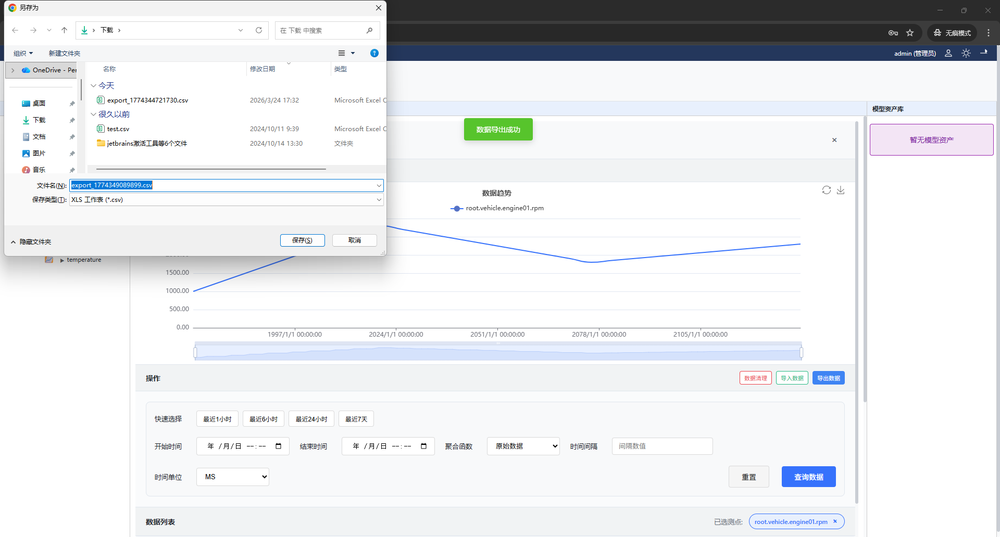 另存为
下载
在 下载 中搜索
无痕模式
组织
新建文件夹
admin (管理员)
OneDrive - Per
名称
修改日期
类型
今天
export_1774344721730.csv
2026/3/24 17:32
Microsoft Excel C
很久以前
test.csv
2024/10/11 9:39
Microsoft Excel C
jetbrains激活工具等6个文件
2024/10/14 13:30
文件夹
桌面
下载
文档
图片
音乐
文件名(N):
export_1774349089899.csv
保存类型(T):
XLS 工作表 (*.csv)
隐藏文件夹
保存(S)
取消
模型资产库
暂无模型资产
数据导出成功
数据趋势
root.vehicle.engine01.rpm
temperature
1500.00
1000.00
500.00
0.00
1997/1/1 00:00:00
2024/1/1 00:00:00
2051/1/1 00:00:00
2078/1/1 00:00:00
2105/1/1 00:00:00
操作
数据清理
导入数据
导出数据
快速选择
最近1小时
最近6小时
最近24小时
最近7天
开始时间
年 /月/日 --:--
结束时间
年 /月/日 --:--
聚合函数
原始数据
时间间隔
间隔数值
时间单位
MS
重置
查询数据
数据列表
已选测点:
root.vehicle.engine01.rpm ×